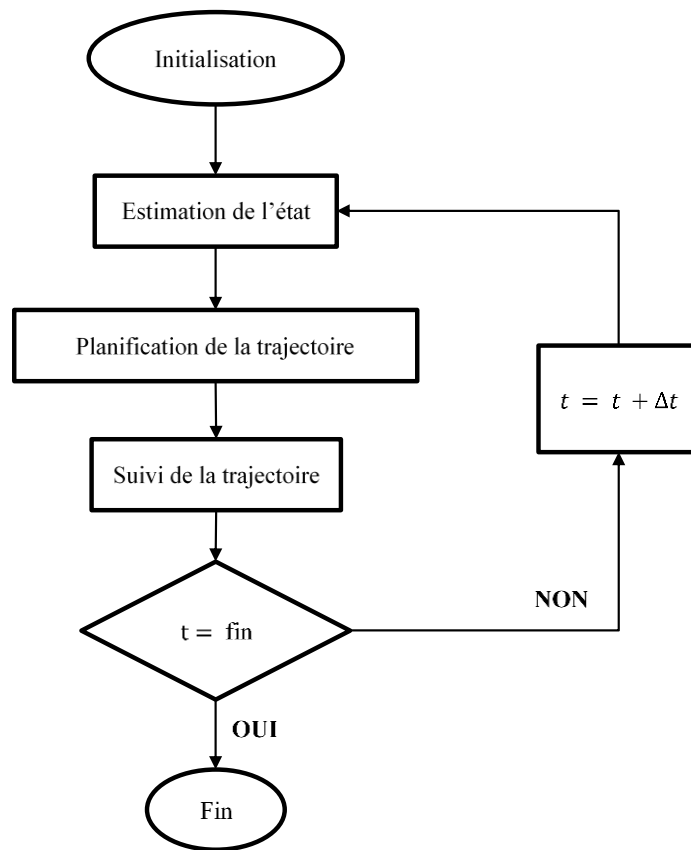 Initialisation
Estimation de l’état
Planification de la trajectoire
t = t + Δt
Suivi de la trajectoire
NON
t = fin
OUI
Fin